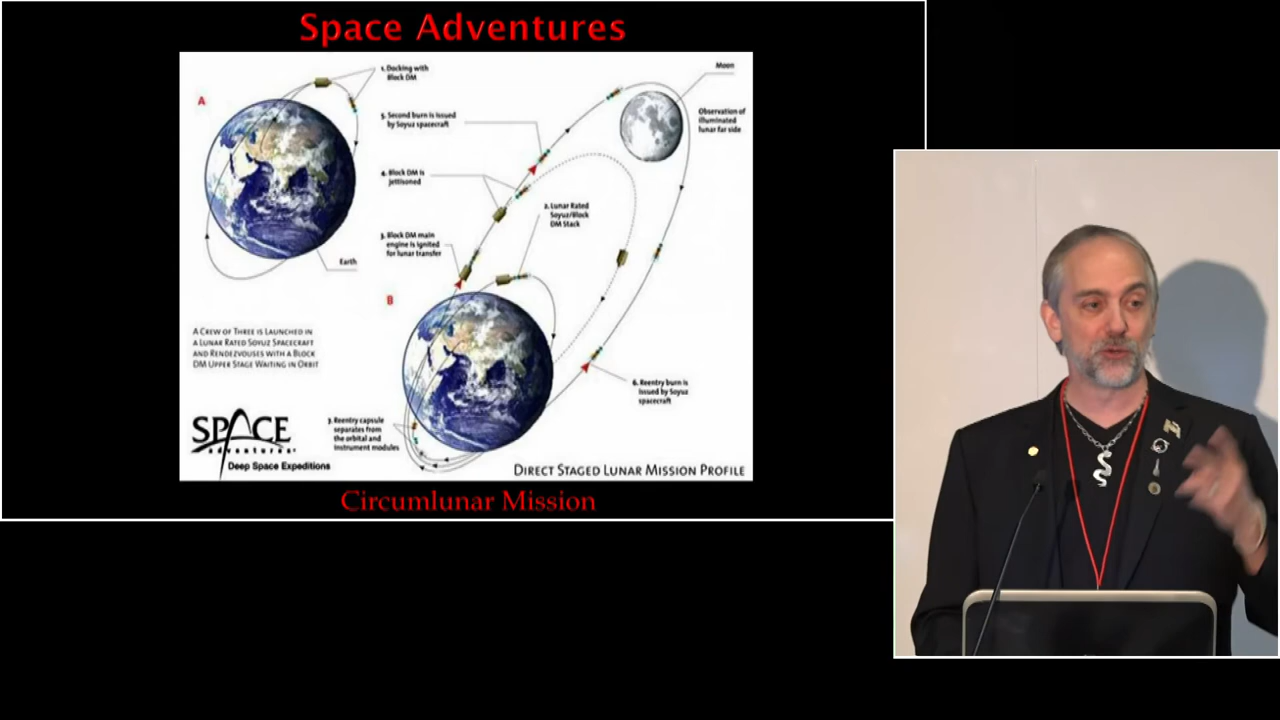 Space Adventures
A
1. Docking with
Block DM
Earth
A Crew of Three is Launched in
a Lunar Rated Soyuz Spacecraft
and Rendezvouses with a Block
DM Upper Stage Waiting in Orbit
Moon
Observation of
illuminated
lunar far side
5. Second burn is issued
by Soyuz spacecraft
4. Block DM is
jettisoned
2. Lunar Rated
Soyuz/Block
DM Stack
3. Block DM main
engine is ignited
for lunar transfer
B
6. Reentry burn is
issued by Soyuz
spacecraft
7. Reentry capsule
separates from
the orbital and
instrument modules
SPACE
adventures
Deep Space Expeditions
Direct Staged Lunar Mission Profile
Circumlunar Mission